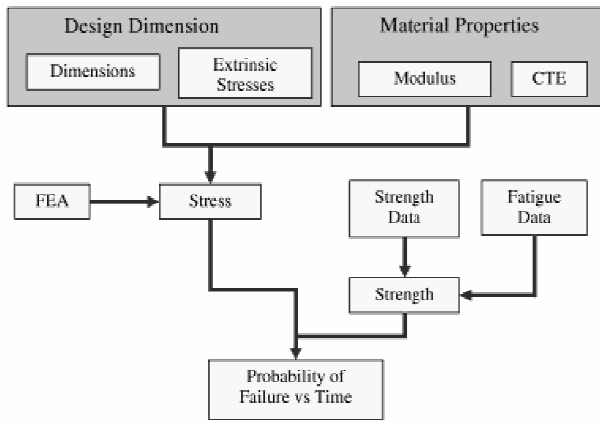 Design Dimension
Material Properties
Dimensions
Extrinsic
Stresses
Modulus
CTE
FEA
Stress
Strength
Data
Fatigue
Data
Strength
Probability of
Failure vs Time